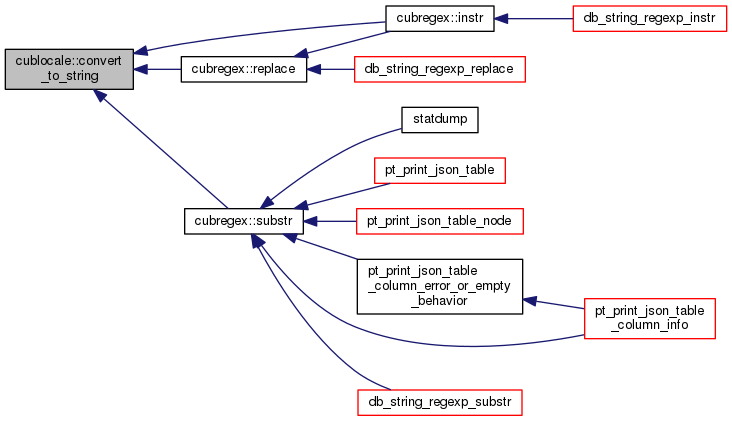 cubregex::instr
db_string_regexp_instr
cublocale::convert
_to_string
cubregex::replace
db_string_regexp_replace
statdump
pt_print_json_table
cubregex::substr
pt_print_json_table_node
pt_print_json_table
_column_error_or_empty
_behavior
pt_print_json_table
_column_info
db_string_regexp_substr